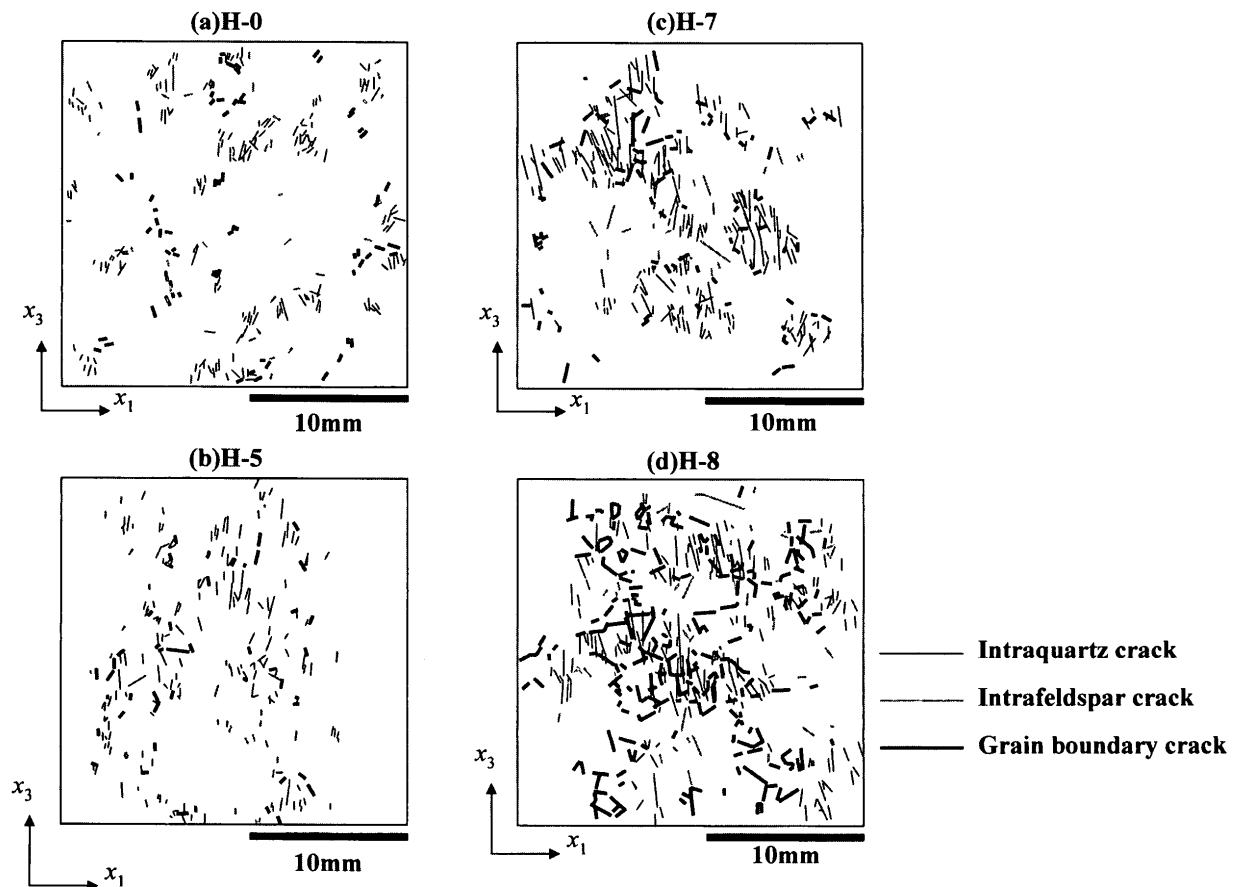 (a)H-0
x3
x1
10mm
(c)H-7
x3
x1
10mm
(b)H-5
x3
x1
10mm
(d)H-8
x3
x1
10mm
Intraquartz crack
Intrafeldspar crack
Grain boundary crack